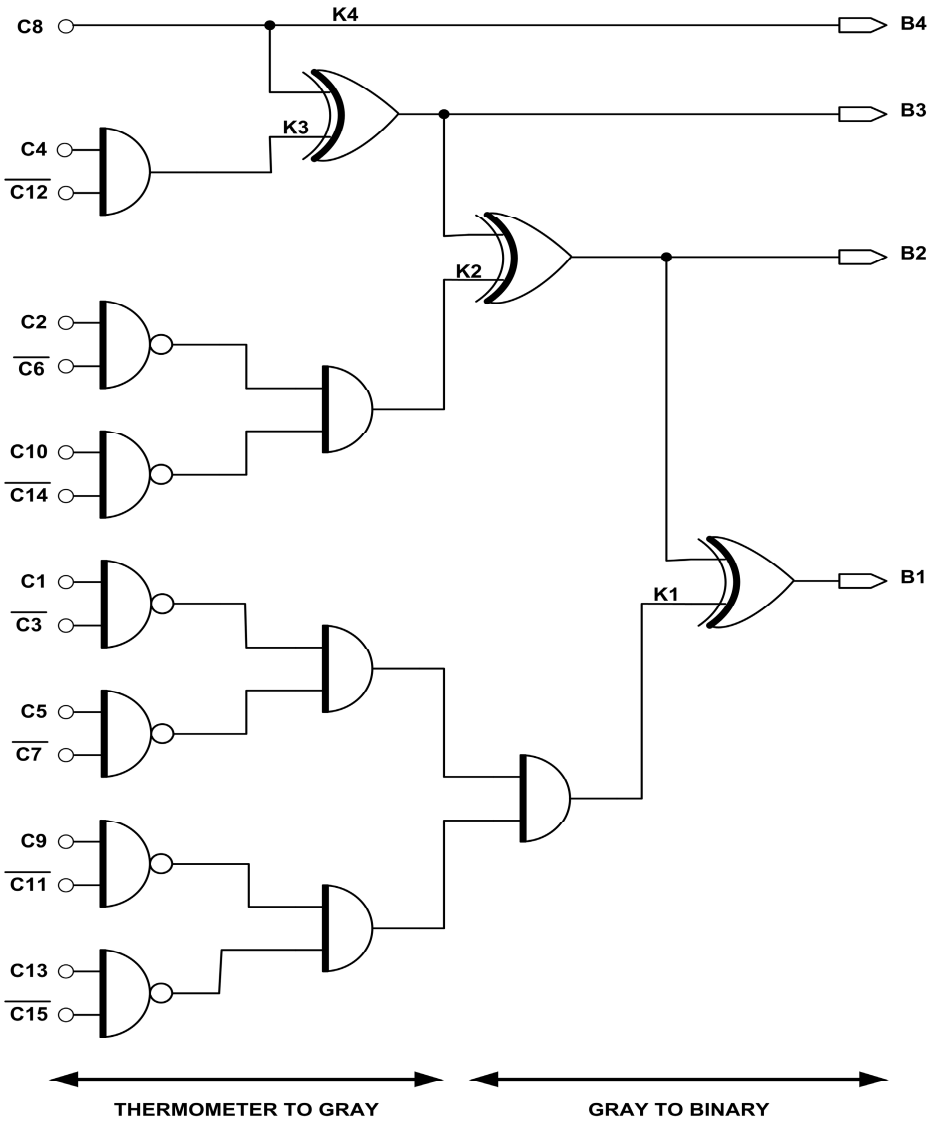 C8
K4
B4
K3
B3
C4
C12
B2
K2
C2
C6
C10
C14
C1
C3
K1
B1
C5
C7
C9
C11
C13
C15
THERMOMETER TO GRAY
GRAY TO BINARY